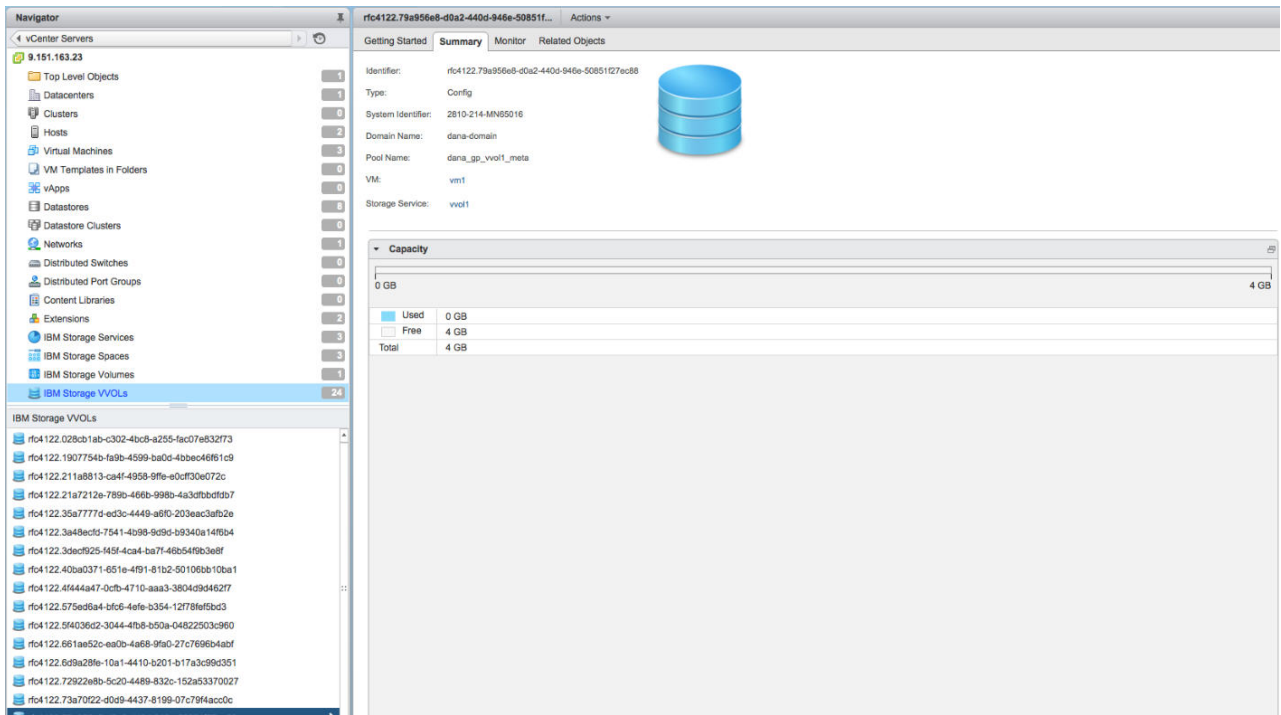 Navigator
vCenter Servers
9.151.163.23
Top Level Objects 1
Datacenters 1
Clusters 0
Hosts 2
Virtual Machines 3
VM Templates in Folders 0
vApps 0
Datastores 8
Datastore Clusters 0
Networks 1
Distributed Switches 0
Distributed Port Groups 0
Content Libraries 0
Extensions 2
IBM Storage Services 3
IBM Storage Spaces 3
IBM Storage Volumes 1
IBM Storage VVOLs 24
IBM Storage VVOLs
rfc4122.028cb1ab-c302-4bc8-a255-fac07e832f73
rfc4122.1907754b-fa9b-4599-ba0d-4bbec46f61c9
rfc4122.211a8813-ca4f-4958-9ffe-e0cff30e072c
rfc4122.21a7212e-789b-466b-998b-4a3dfbbdfdb7
rfc4122.35a7777d-ed3c-4449-a6f0-203eac3afb2e
rfc4122.3a48ecfd-7541-4b98-9d9d-b9340a14f6b4
rfc4122.3decf925-f45f-4ca4-ba7f-46b54f9b3e8f
rfc4122.40ba0371-651e-4f91-81b2-50106bb10ba1
rfc4122.4f444a47-0cfb-4710-aaa3-3804d9d462f7
rfc4122.575ed6a4-bfc6-4efe-b354-12f78fef5bd3
rfc4122.5f4036d2-3044-4fb8-b50a-04822503c960
rfc4122.661ae52c-ea0b-4a68-9fa0-27c7696b4abf
rfc4122.6d9a28fe-10a1-4410-b201-b17a3c99d351
rfc4122.72922e8b-5c20-4489-832c-152a53370027
rfc4122.73a70f22-d0d9-4437-8199-07c79f4acc0c
rfc4122.79a956e8-d0a2-440d-946e-50851f... Actions
Getting Started Summary Monitor Related Objects
Identifier: rfc4122.79a956e8-d0a2-440d-946e-50851f27ec88
Type: Config
System Identifier: 2810-214-MN65016
Domain Name: dana-domain
Pool Name: dana_gp_vvol1_meta
VM: vm1
Storage Service: vvol1
Capacity
0 GB 4 GB
Used 0 GB
Free 4 GB
Total 4 GB